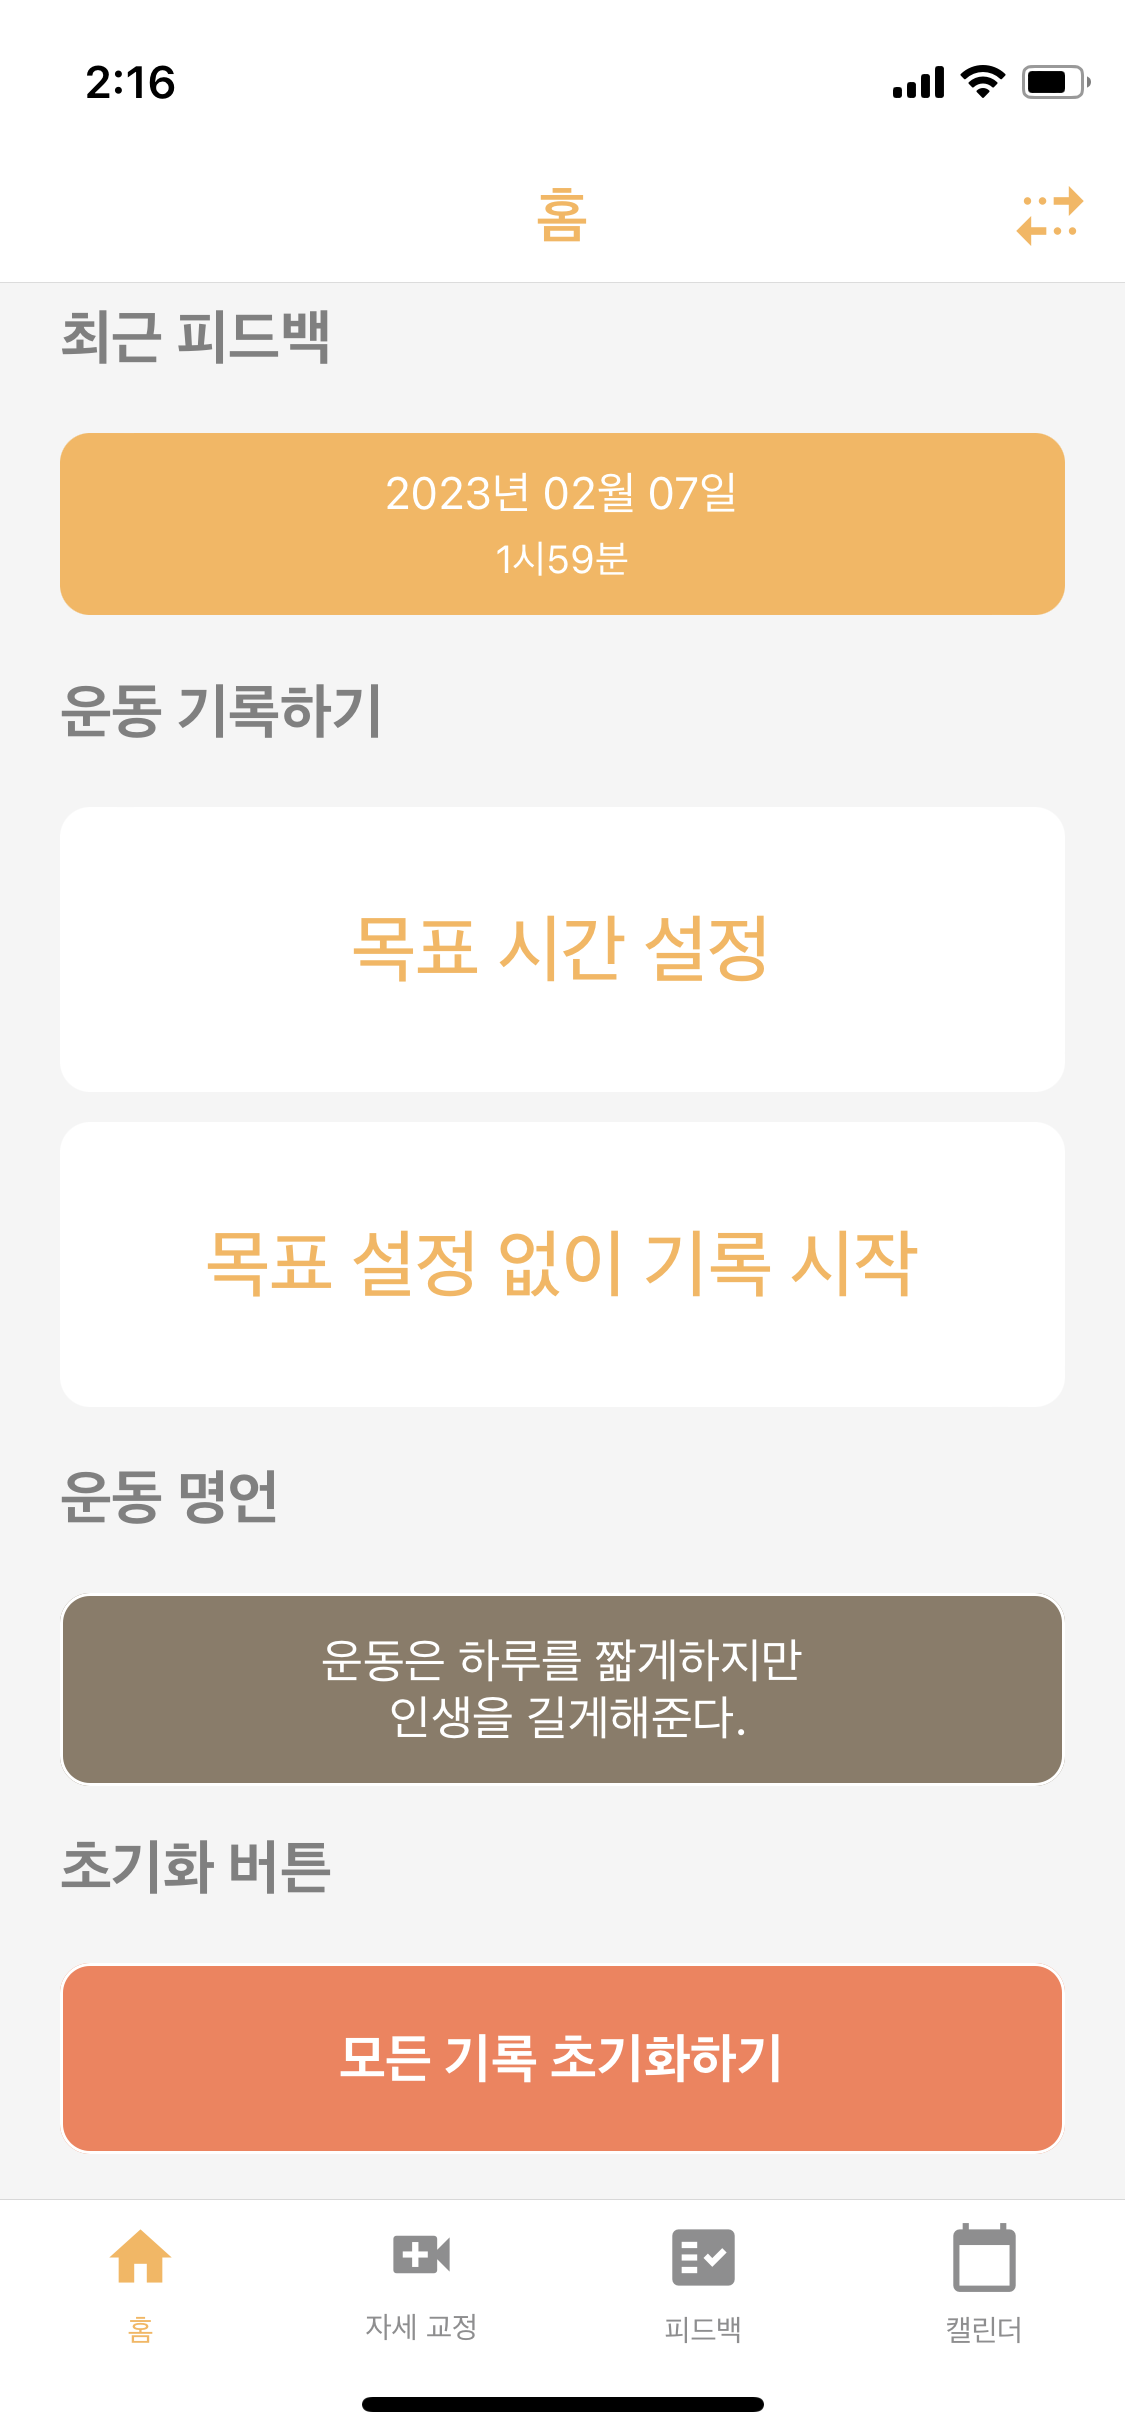 2:16
홈
최근 피드백
2023년 02월 07일
1시59분
운동 기록하기
목표 시간 설정
목표 설정 없이 기록 시작
운동 명언
운동은 하루를 짧게하지만
인생을 길게해준다.
초기화 버튼
모든 기록 초기화하기
홈
자세 교정
피드백
캘린더